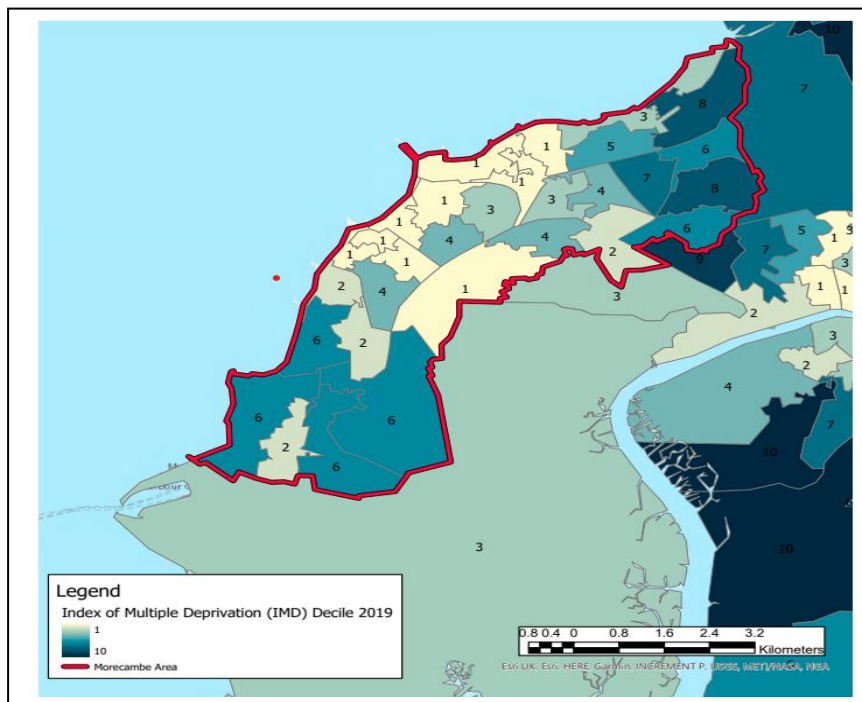 10
7
8
3
1 5 6
1
7
1 4 8
1 3
3
1 6 5 3
1 4 4 1
7
1 1 2 9 3
2 4 1 3 1 1
2
6 2 3
2
4
6 6 7
2 10
6
3 10
Legend
Index of Multiple Deprivation (IMD) Decile 2019
1
10
Morecambe Area
0.8 0.4 0 0.8 1.6 2.4 3.2
Kilometers
Esri UK, Esri, HERE, Garmin, INCREMENT P, USGS, METI/NASA, NGA